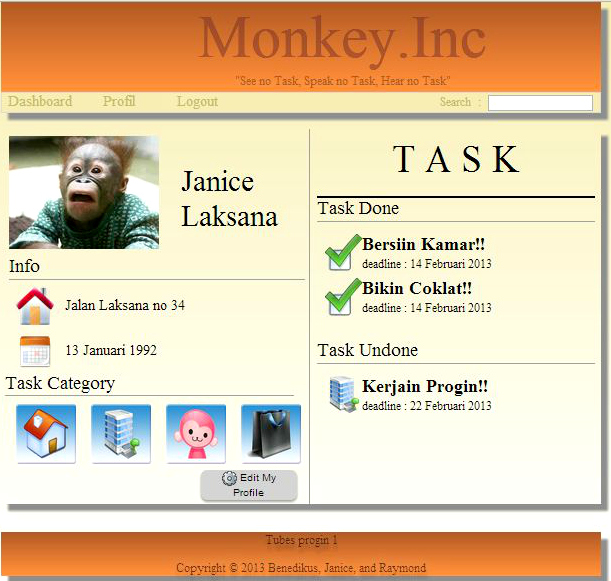 Monkey.Inc
"See no Task, Speak no Task, Hear no Task"
Dashboard Profil Logout Search :
Janice
Laksana
Info
Jalan Laksana no 34
13 Januari 1992
Task Category
Edit My
Profile
T A S K
Task Done
Bersiin Kamar!!
deadline : 14 Februari 2013
Bikin Coklat!!
deadline : 14 Februari 2013
Task Undone
Kerjain Progin!!
deadline : 22 Februari 2013
Tubes progin 1
Copyright © 2013 Benedikus, Janice, and Raymond